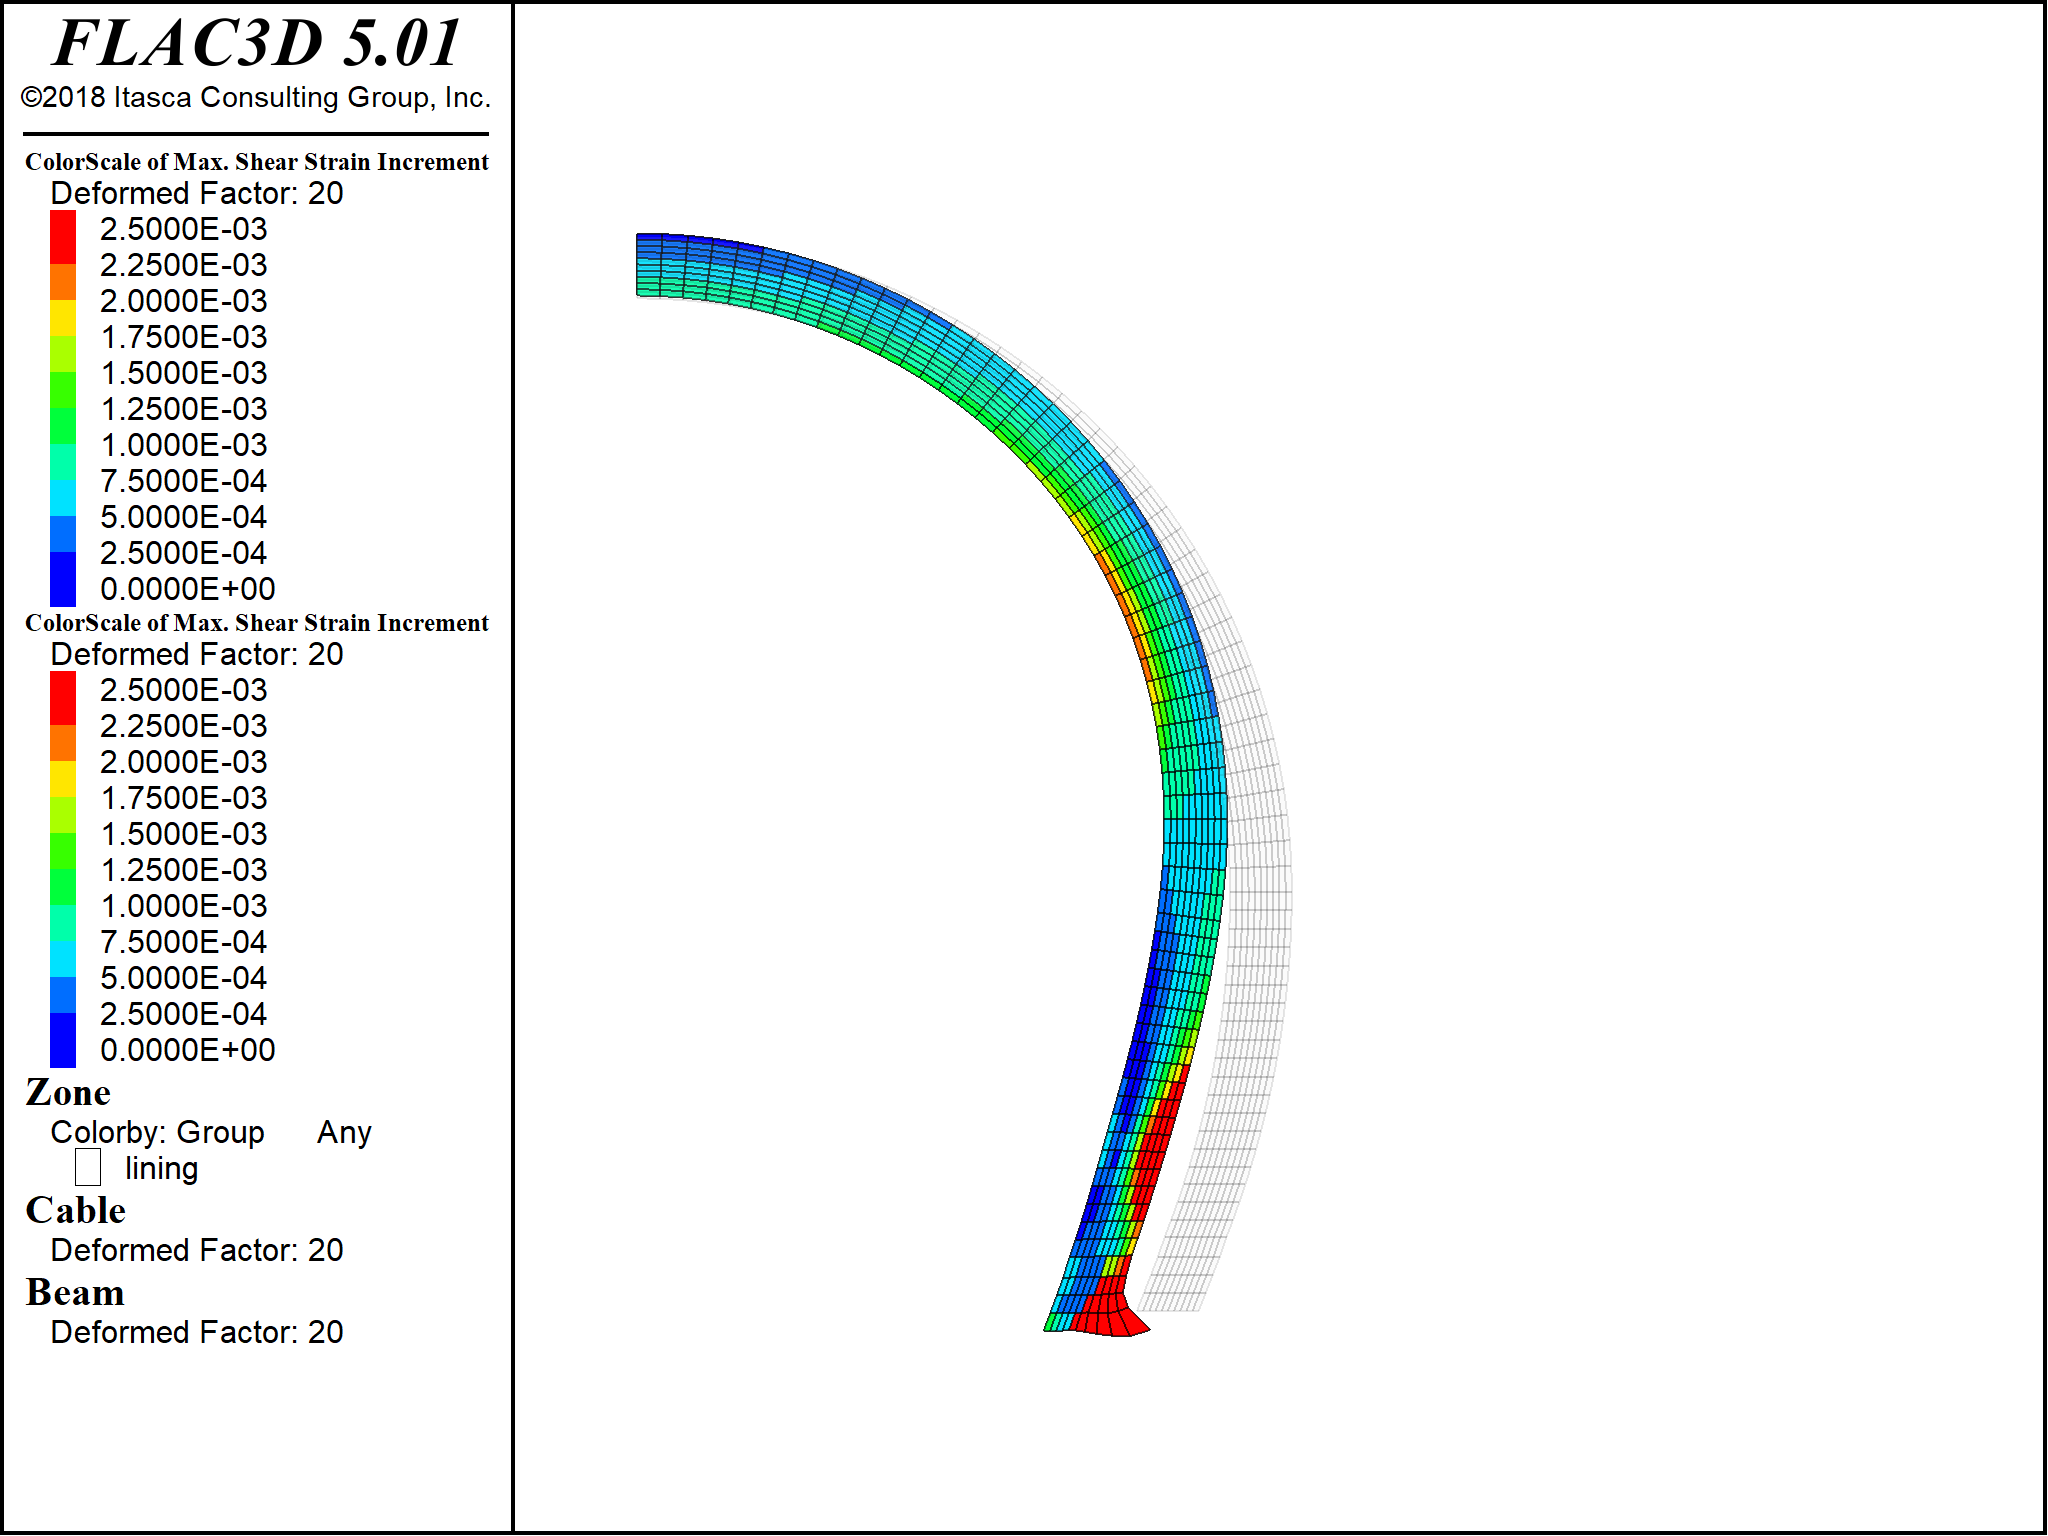 FLAC3D 5.01
©2018 Itasca Consulting Group, Inc.
ColorScale of Max. Shear Strain Increment
Deformed Factor: 20
2.5000E-03
2.2500E-03
2.0000E-03
1.7500E-03
1.5000E-03
1.2500E-03
1.0000E-03
7.5000E-04
5.0000E-04
2.5000E-04
0.0000E+00
ColorScale of Max. Shear Strain Increment
Deformed Factor: 20
2.5000E-03
2.2500E-03
2.0000E-03
1.7500E-03
1.5000E-03
1.2500E-03
1.0000E-03
7.5000E-04
5.0000E-04
2.5000E-04
0.0000E+00
Zone
Colorby: Group Any
lining
Cable
Deformed Factor: 20
Beam
Deformed Factor: 20